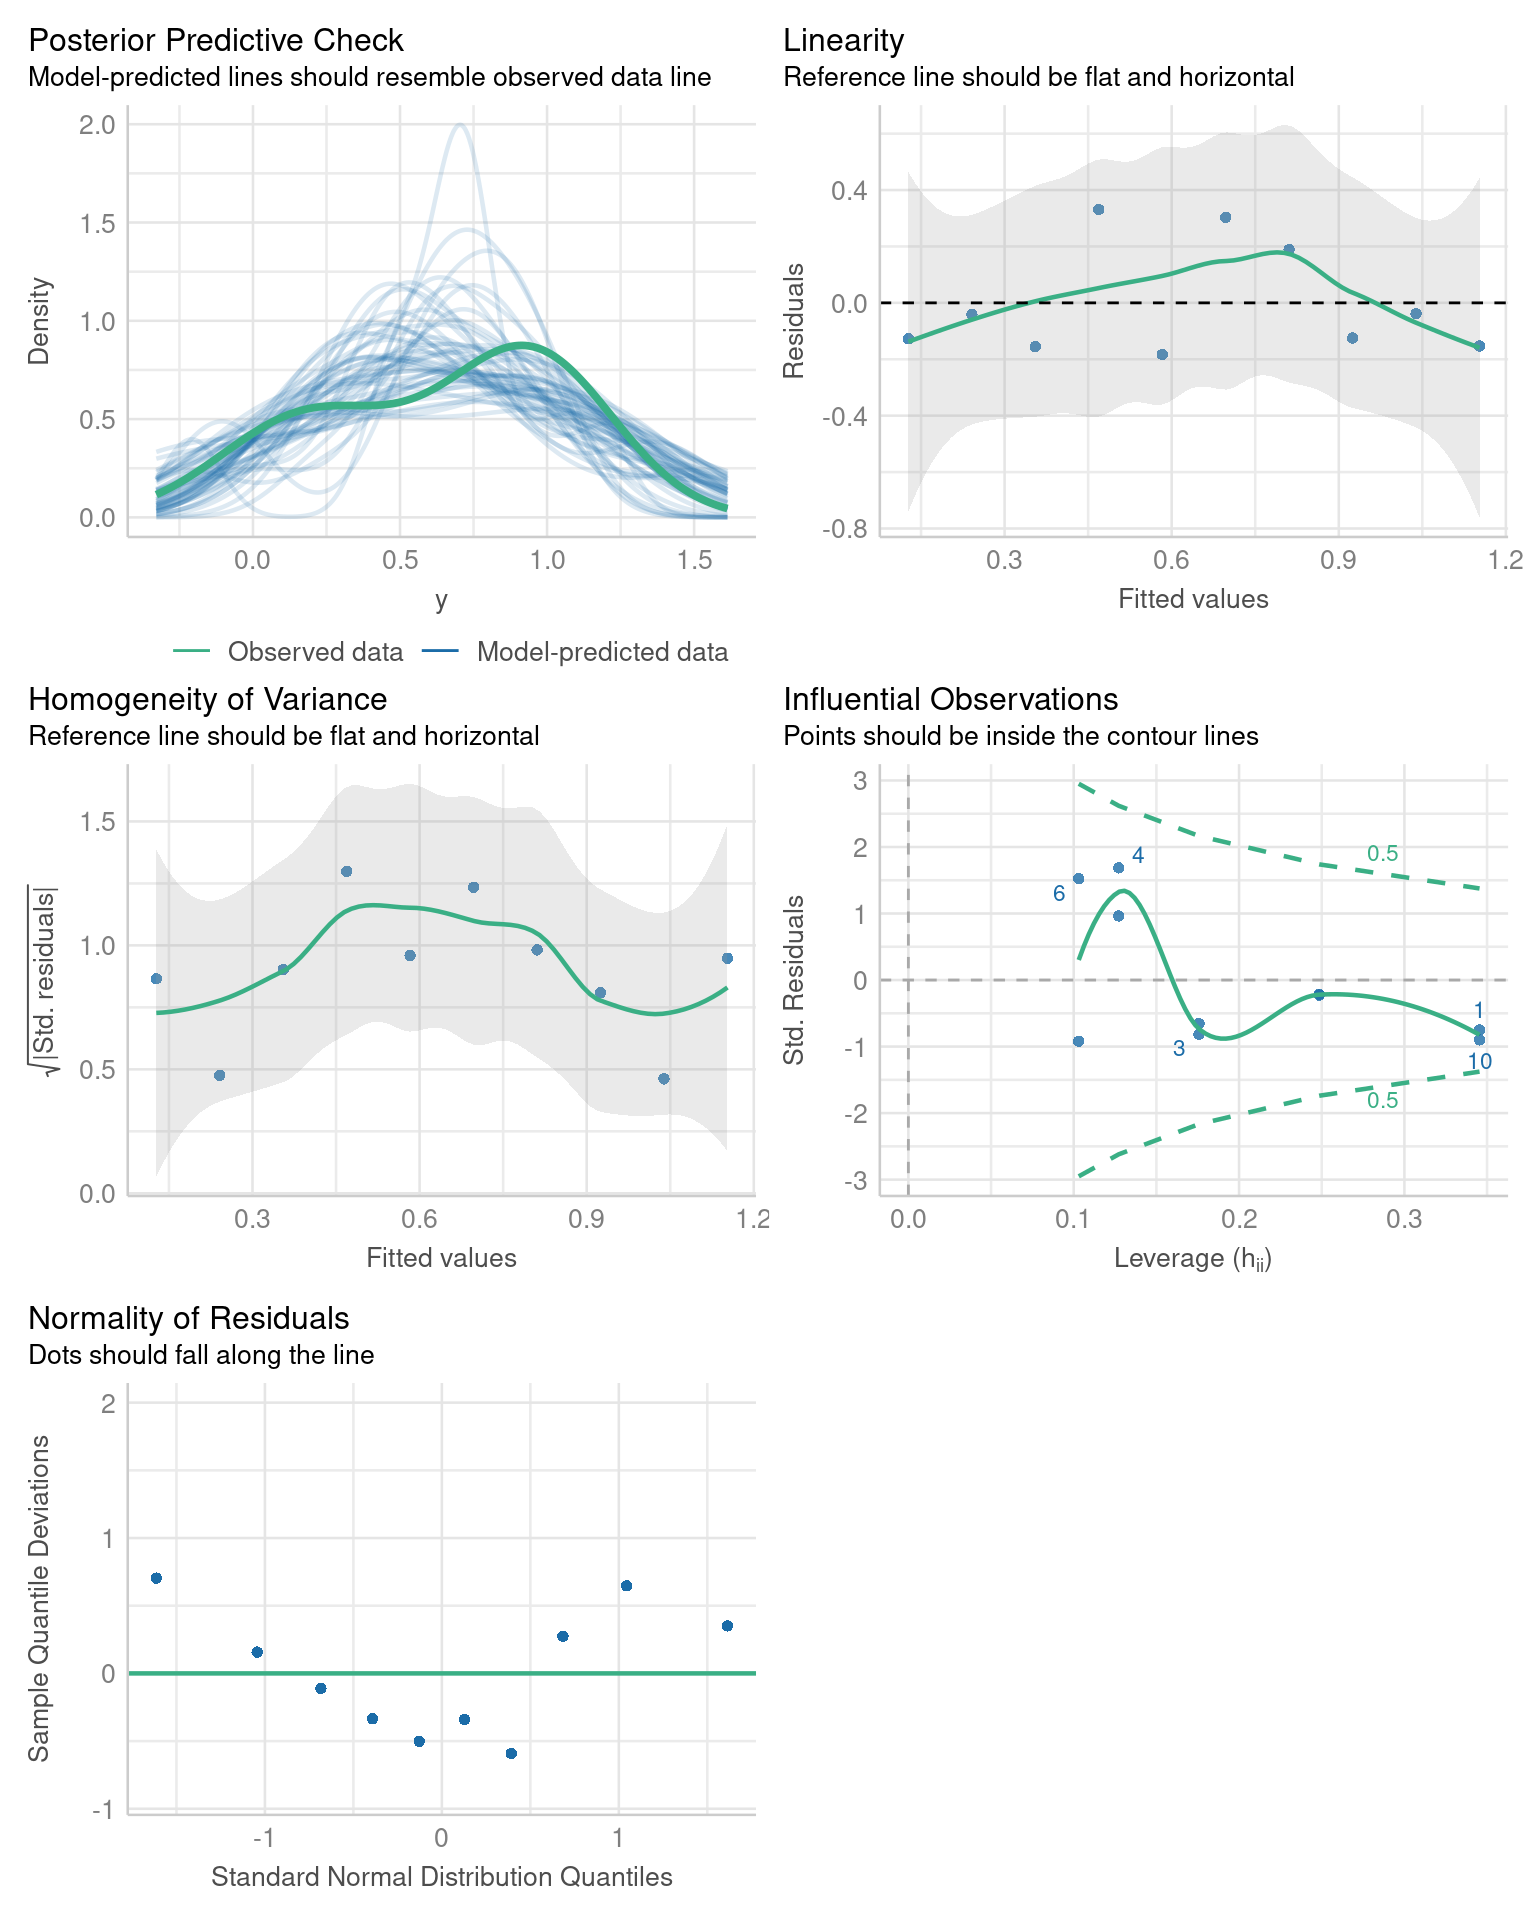 Posterior Predictive Check
Model-predicted lines should resemble observed data line
2.0
1.5
1.0
0.5
0.0
Density
0.0 0.5 1.0 1.5
y
Observed data Model-predicted data
Linearity
Reference line should be flat and horizontal
0.4
0.0
-0.4
-0.8
Residuals
0.3 0.6 0.9 1.2
Fitted values
Homogeneity of Variance
Reference line should be flat and horizontal
1.5
1.0
0.5
0.0
√|Std. residuals|
0.3 0.6 0.9 1.2
Fitted values
Influential Observations
Points should be inside the contour lines
3
2
1
0
-1
-2
-3
Std. Residuals
0.5
4
6
1
3
10
0.5
0.0 0.1 0.2 0.3
Leverage (hii)
Normality of Residuals
Dots should fall along the line
2
1
0
-1
Sample Quantile Deviations
-1 0 1
Standard Normal Distribution Quantiles